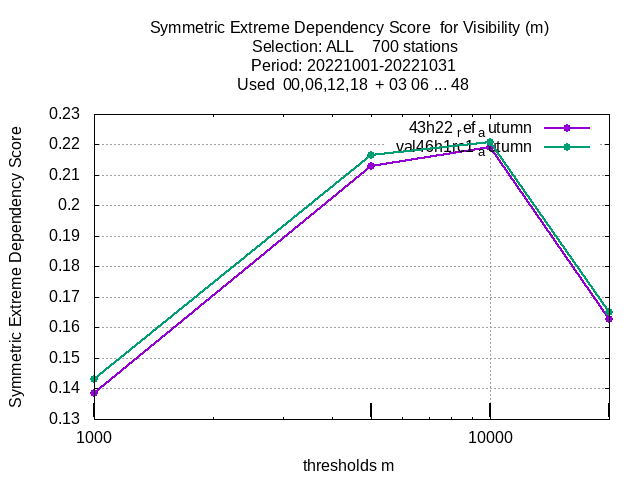 Symmetric Extreme Dependency Score for Visibility (m)
Selection: ALL 700 stations
Period: 20221001-20221031
Used 00,06,12,18 + 03 06 ... 48
43h22_ref_autumn
val46h1rc1_autumn
Symmetric Extreme Dependency Score
0.23
0.22
0.21
0.2
0.19
0.18
0.17
0.16
0.15
0.14
0.13
1000 10000
thresholds m